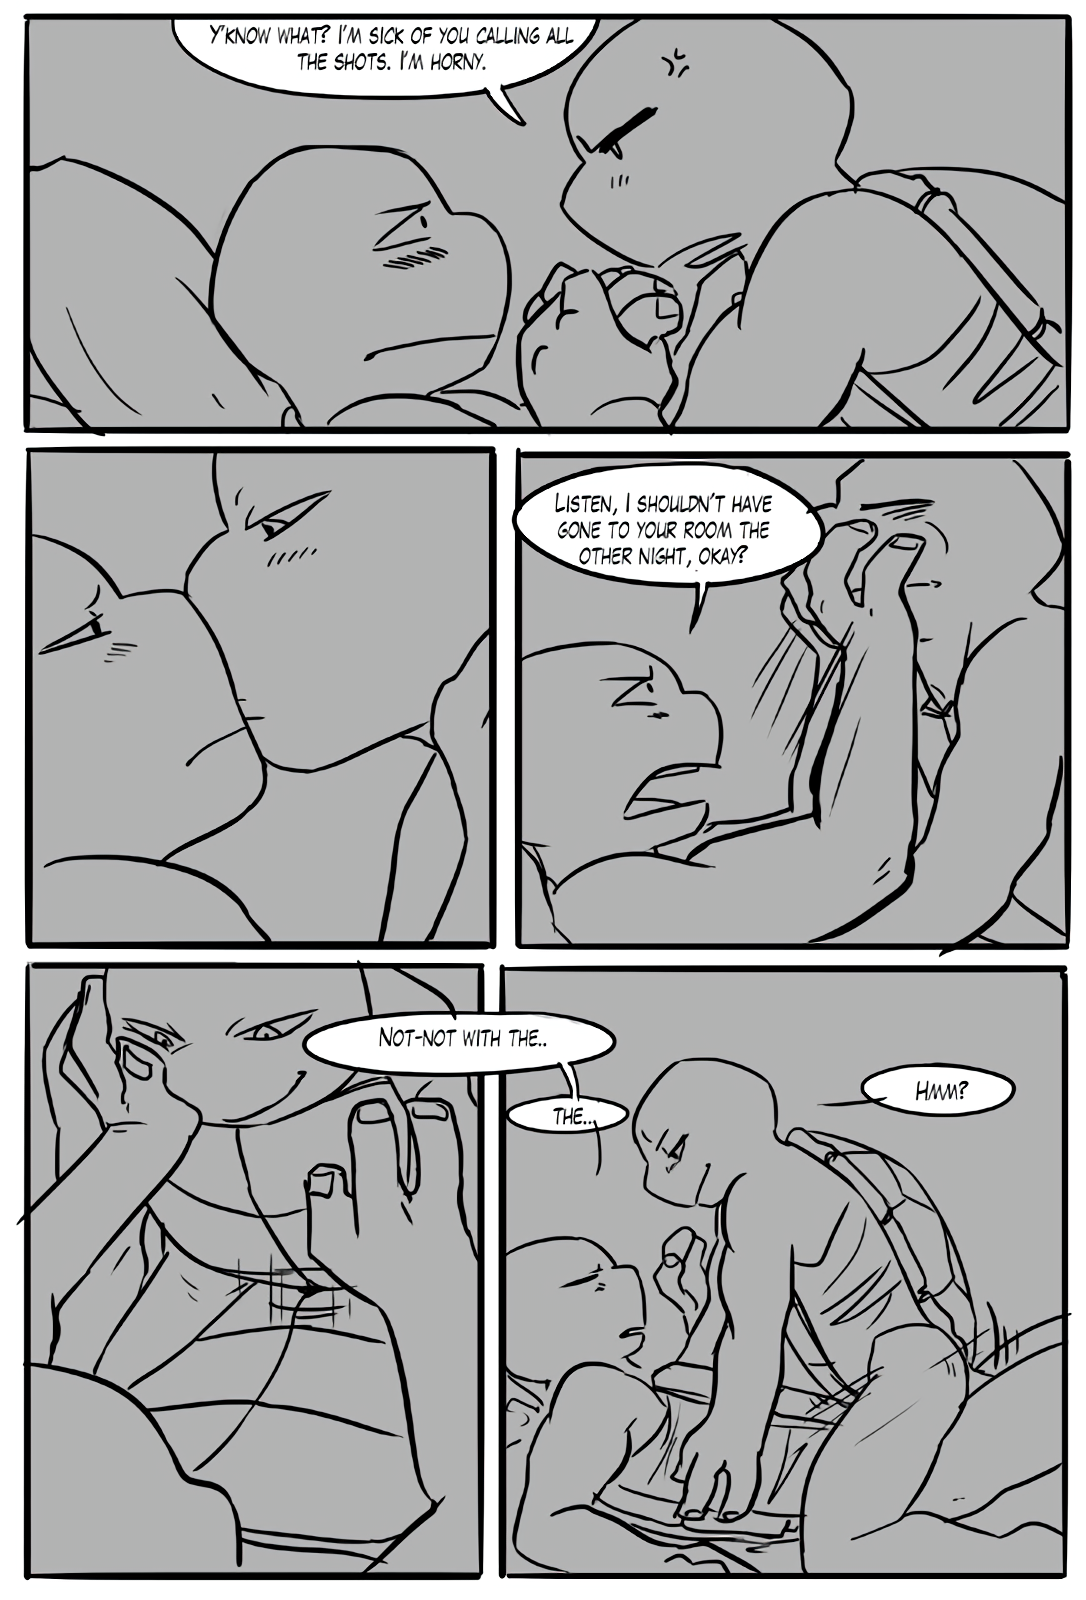 Y'KNOW WHAT? I'M SICK OF YOU CALLING ALL
THE SHOTS. I'M HORNY.
LISTEN, I SHOULDN'T HAVE
GONE TO YOUR ROOM THE
OTHER NIGHT, OKAY?
NOT-NOT WITH THE..
THE...
HMM?